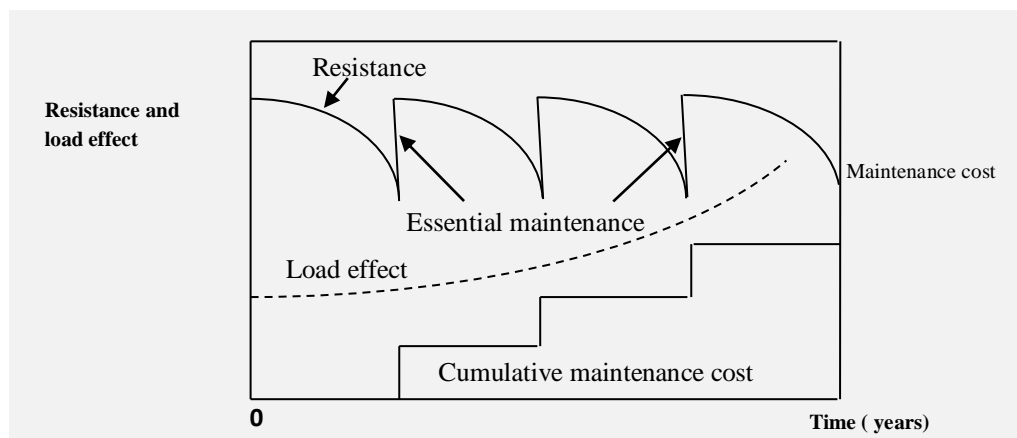 Resistance
Resistance and
load effect
Maintenance cost
Essential maintenance
Load effect
Cumulative maintenance cost
0
Time ( years)